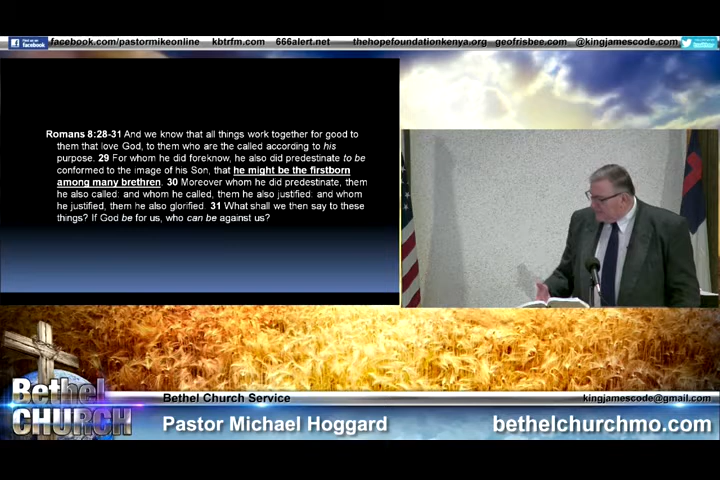 facebook.com/pastormikeonline kbtrfm.com 666alert.net thehopefoundationkenya.org geofrisbee.com @kingjamescode.com
Romans 8:28-31 And we know that all things work together for good to
them that love God, to them who are the called according to his
purpose. 29 For whom he did foreknow, he also did predestinate to be
conformed to the image of his Son, that he might be the firstborn
among many brethren. 30 Moreover whom he did predestinate, them
he also called: and whom he called, them he also justified: and whom
he justified, them he also glorified. 31 What shall we then say to these
things? If God be for us, who can be against us?
Bethel
CHURCH
Bethel Church Service
kingjamescode@gmail.com
Pastor Michael Hoggard
bethelchurchmo.com